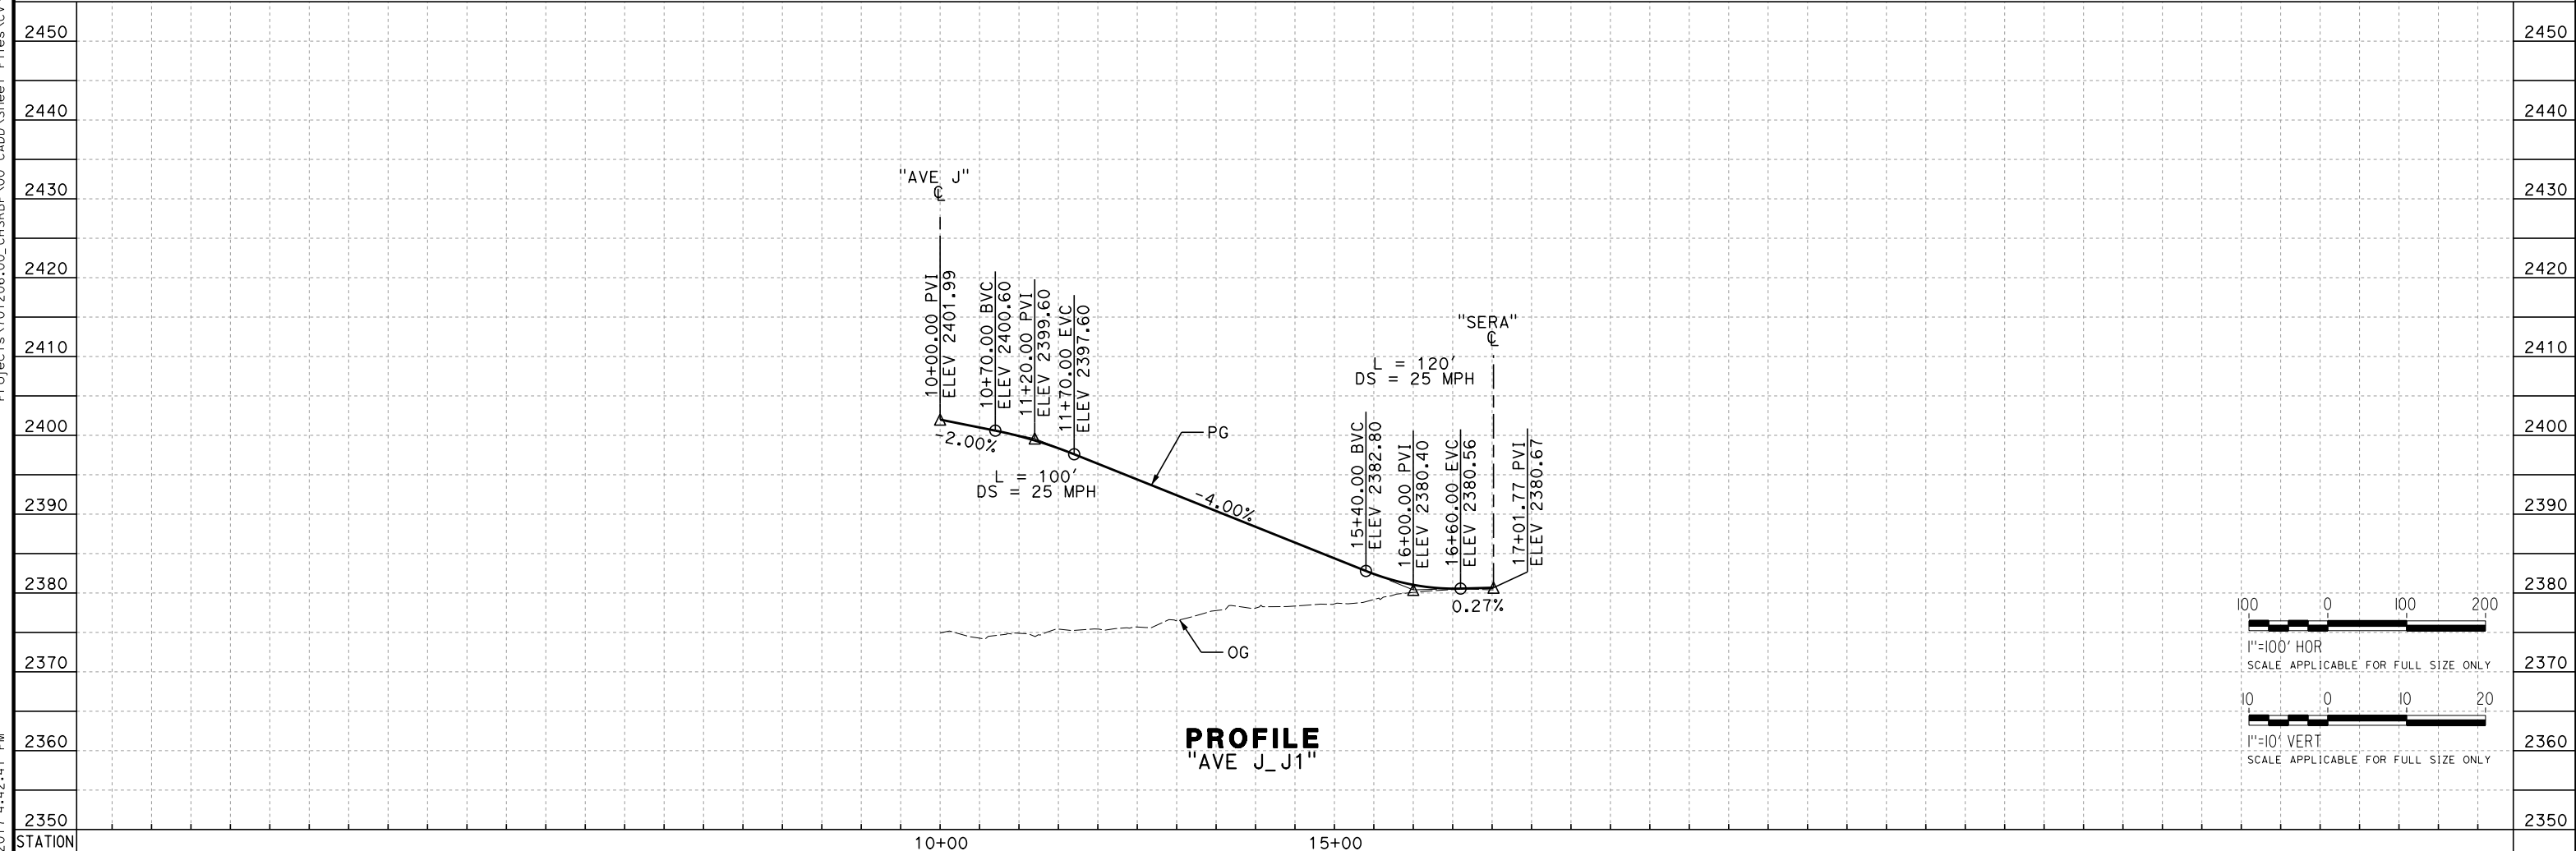 2450
2440
2430
2420
2410
2400
2390
2380
2370
2360
2350
STATION
10+00
15+00
"AVE J"
℄
10+00.00 PVI
ELEV 2401.99
10+70.00 BVC
ELEV 2400.60
11+20.00 PVI
ELEV 2399.60
11+70.00 EVC
ELEV 2397.60
-2.00%
L = 100'
DS = 25 MPH
PG
-4.00%
OG
"SERA"
℄
L = 120'
DS = 25 MPH
15+40.00 BVC
ELEV 2382.80
16+00.00 PVI
ELEV 2380.40
16+60.00 EVC
ELEV 2380.56
17+01.77 PVI
ELEV 2380.67
0.27%
PROFILE
"AVE J_J1"
100 0 100 200
1"=100' HOR
SCALE APPLICABLE FOR FULL SIZE ONLY
10 0 10 20
1"=10' VERT
SCALE APPLICABLE FOR FULL SIZE ONLY
2450
2440
2430
2420
2410
2400
2390
2380
2370
2360
2350